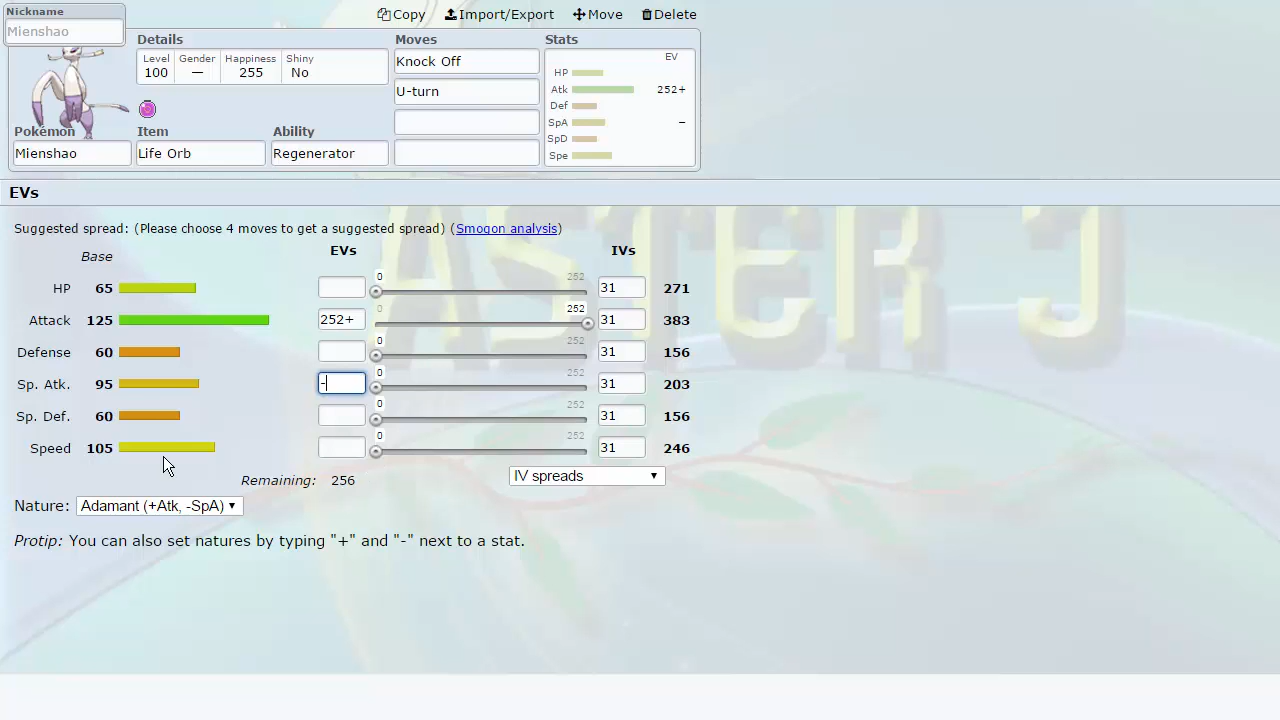 Nickname
Mienshao
Copy Import/Export Move Delete
Details
Level Gender Happiness Shiny
100 — 255 No
Pokémon Item Ability
Mienshao Life Orb Regenerator
Moves
Knock Off
U-turn
Stats
EV
HP
Atk 252+
Def
SpA −
SpD
Spe
EVs
Suggested spread: (Please choose 4 moves to get a suggested spread) (Smogon analysis)
Base EVs IVs
HP 65 0 252 31 271
Attack 125 252+ 0 252 31 383
Defense 60 0 252 31 156
Sp. Atk. 95 - 0 252 31 203
Sp. Def. 60 0 252 31 156
Speed 105 0 252 31 246
Remaining: 256
IV spreads
Nature: Adamant (+Atk, -SpA)
Protip: You can also set natures by typing "+" and "-" next to a stat.
ASTER J